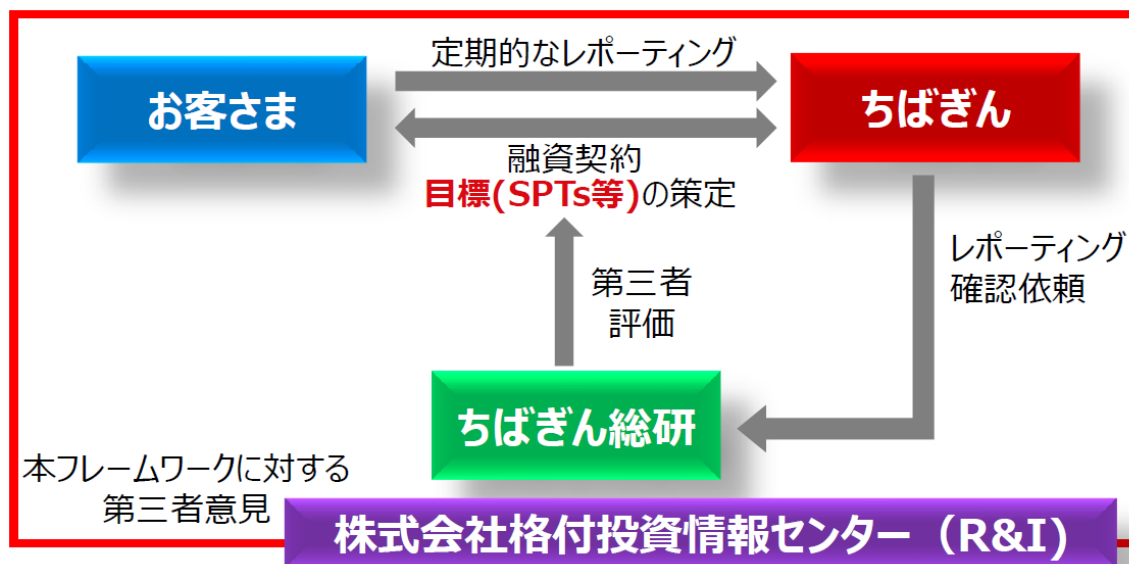 定期的なレポーティング
お客さま
ちばぎん
融資契約
目標(SPTs等)の策定
レポーティング
確認依頼
第三者
評価
ちばぎん総研
本フレームワークに対する
第三者意見
株式会社格付投資情報センター（R&I）